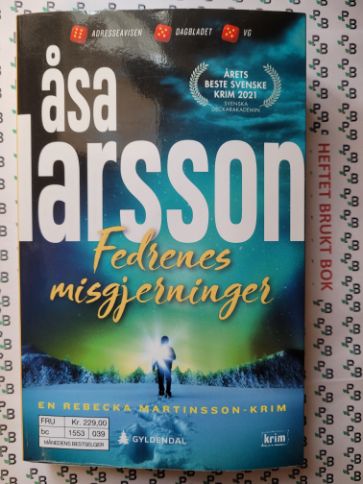 ADRESSEAVISEN DAGBLADET VG
ÅRETS
BESTE SVENSKE
KRIM 2021
SVENSKA
DECKARAKADEMIN
åsa
larsson
Fedrenes
misgjerninger
EN REBECKA MARTINSSON-KRIM
FRU Kr. 229,00
bc 1553 039
MÅNEDENS BESTSELGER
GYLDENDAL
krim
HEFTET BRUKT BOK